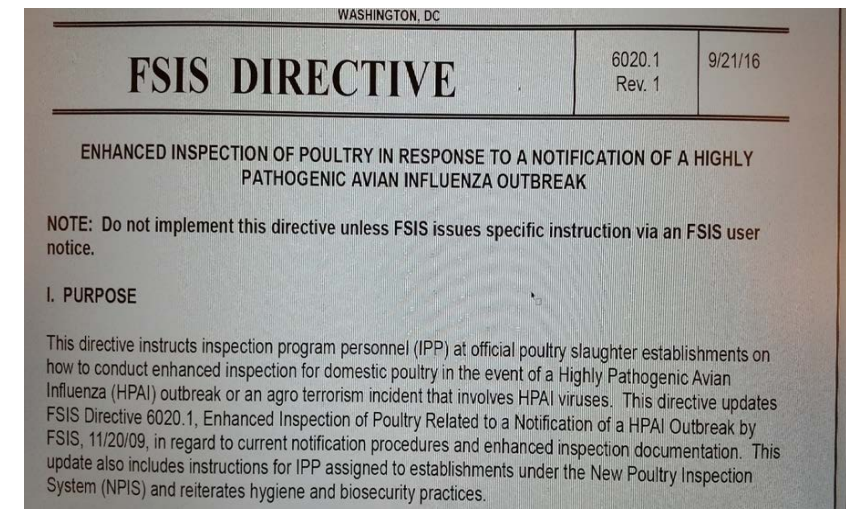 WASHINGTON, DC
FSIS DIRECTIVE
6020.1
Rev. 1
9/21/16
ENHANCED INSPECTION OF POULTRY IN RESPONSE TO A NOTIFICATION OF A HIGHLY
PATHOGENIC AVIAN INFLUENZA OUTBREAK
NOTE: Do not implement this directive unless FSIS issues specific instruction via an FSIS user
notice.
I. PURPOSE
This directive instructs inspection program personnel (IPP) at official poultry slaughter establishments on
how to conduct enhanced inspection for domestic poultry in the event of a Highly Pathogenic Avian
Influenza (HPAI) outbreak or an agro terrorism incident that involves HPAI viruses. This directive updates
FSIS Directive 6020.1, Enhanced Inspection of Poultry Related to a Notification of a HPAI Outbreak by
FSIS, 11/20/09, in regard to current notification procedures and enhanced inspection documentation. This
update also includes instructions for IPP assigned to establishments under the New Poultry Inspection
System (NPIS) and reiterates hygiene and biosecurity practices.